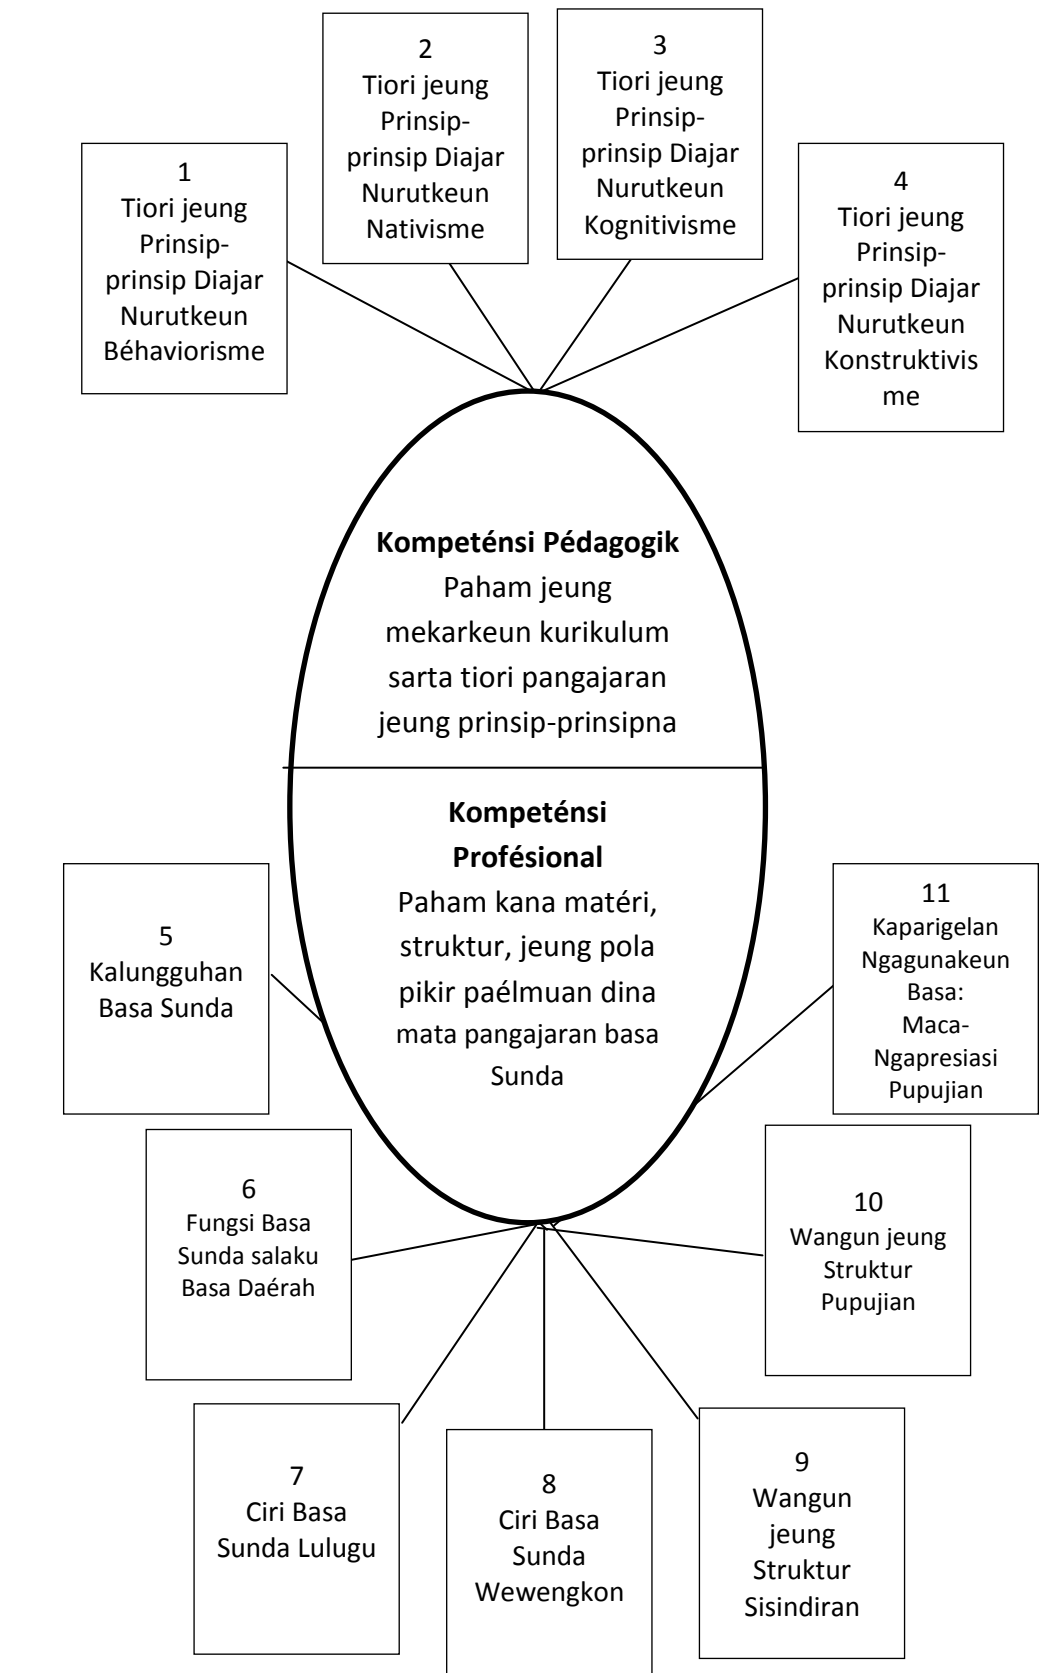 1
Tiori jeung
Prinsip-
prinsip Diajar
Nurutkeun
Béhaviorisme
2
Tiori jeung
Prinsip-
prinsip Diajar
Nurutkeun
Nativisme
3
Tiori jeung
Prinsip-
prinsip Diajar
Nurutkeun
Kognitivisme
4
Tiori jeung
Prinsip-
prinsip Diajar
Nurutkeun
Konstruktivis
me
Kompeténsi Pédagogik
Paham jeung
mekarkeun kurikulum
sarta tiori pangajaran
jeung prinsip-prinsipna
Kompeténsi
Profésional
Paham kana matéri,
struktur, jeung pola
pikir paélmuan dina
mata pangajaran basa
Sunda
5
Kalungguhan
Basa Sunda
6
Fungsi Basa
Sunda salaku
Basa Daérah
7
Ciri Basa
Sunda Lulugu
8
Ciri Basa
Sunda
Wewengkon
9
Wangun
jeung
Struktur
Sisindiran
10
Wangun jeung
Struktur
Pupujian
11
Kaparigelan
Ngagunakeun
Basa:
Maca-
Ngapresiasi
Pupujian